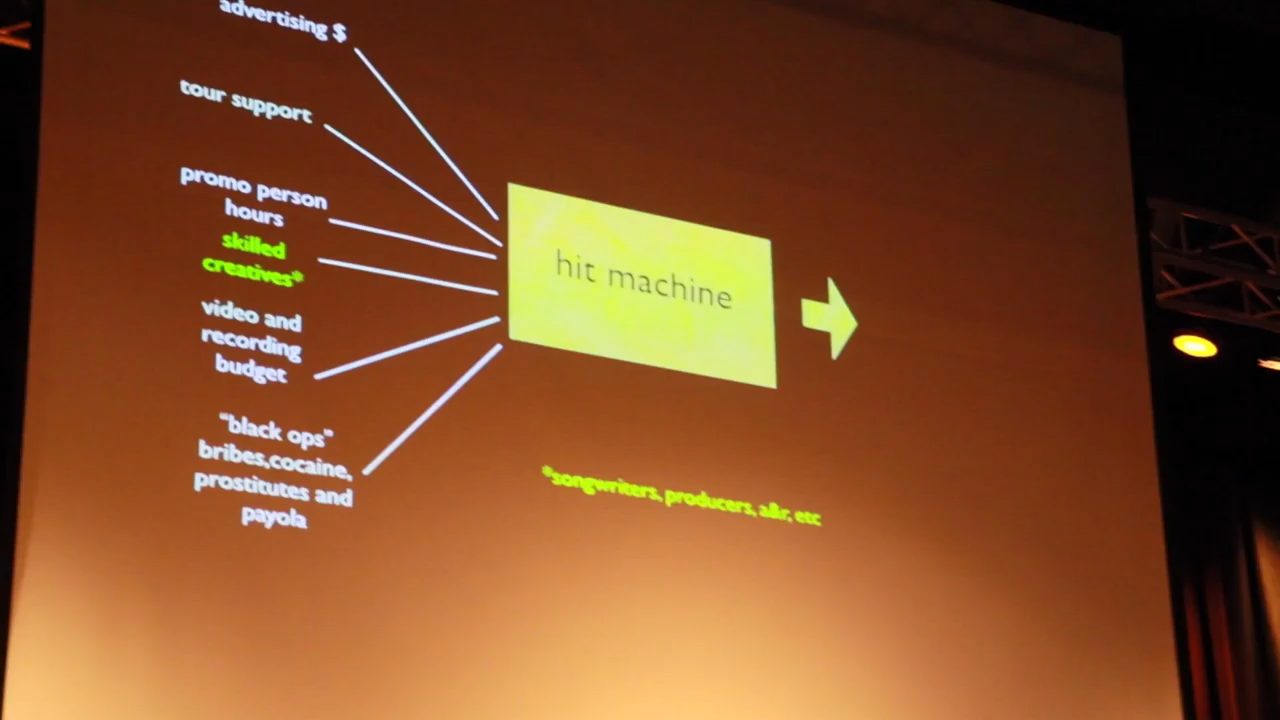 advertising $
tour support
promo person
hours
skilled
creatives*
video and
recording
budget
"black ops"
bribes,cocaine,
prostitutes and
payola
hit machine
*songwriters, producers, a&r, etc